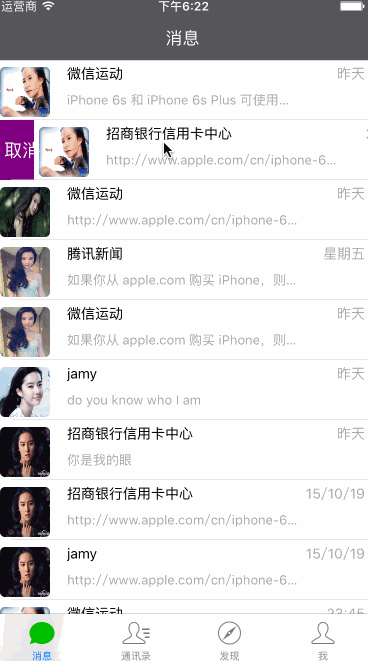 运营商 下午6:22
消息
微信运动 昨天
iPhone 6s 和 iPhone 6s Plus 可使用...
取消 招商银行信用卡中心
http://www.apple.com/cn/iphone-6...
微信运动 昨天
http://www.apple.com/cn/iphone-6...
腾讯新闻 星期五
如果你从 apple.com 购买 iPhone，则...
微信运动 昨天
如果你从 apple.com 购买 iPhone，则...
jamy 昨天
do you know who I am
招商银行信用卡中心 昨天
你是我的眼
招商银行信用卡中心 15/10/19
http://www.apple.com/cn/iphone-6...
jamy 15/10/19
http://www.apple.com/cn/iphone-6...
微信运动 23:45
消息 通讯录 发现 我